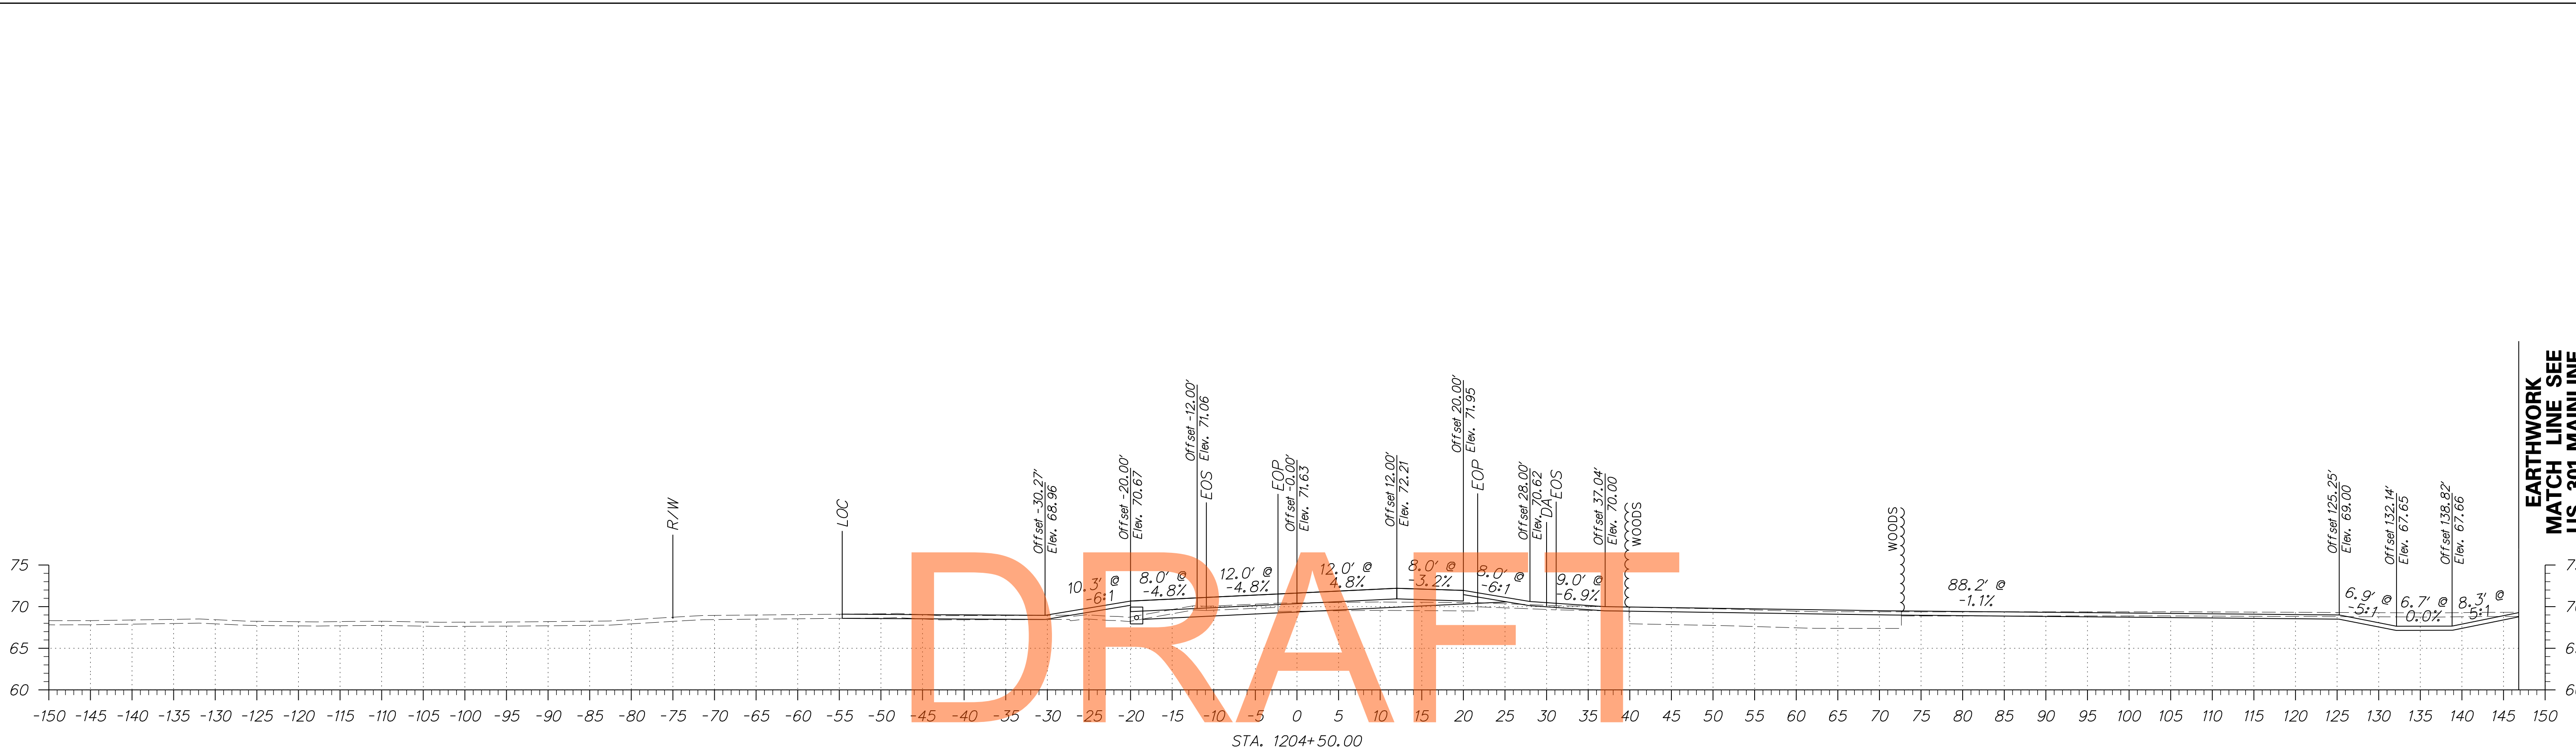 EARTHWORK
MATCH LINE SEE
US 301 MAINLINE
Offset -12.00'
Elev. 71.06
Offset 20.00'
Elev. 71.95
R/W
LOC
Offset -30.27'
Elev. 68.96
Offset -20.00'
Elev. 70.67
EOS
EOP
Offset -0.00'
Elev. 71.63
Offset 12.00'
Elev. 72.21
EOP
Offset 28.00'
Elev. 70.62
DA
EOS
Offset 37.04'
Elev. 70.00
WOODS
WOODS
Offset 125.25'
Elev. 69.00
Offset 132.14'
Elev. 67.65
Offset 138.82'
Elev. 67.66
10.3' @
-6:1
8.0' @
-4.8%
12.0' @
-4.8%
12.0' @
4.8%
8.0' @
-3.2%
8.0' @
-6:1
9.0' @
-6.9%
88.2' @
-1.1%
6.9' @
-5:1
6.7' @
0.0%
8.3' @
5:1
DRAFT
75
70
65
60
-150 -145 -140 -135 -130 -125 -120 -115 -110 -105 -100 -95 -90 -85 -80 -75 -70 -65 -60 -55 -50 -45 -40 -35 -30 -25 -20 -15 -10 -5 0 5 10 15 20 25 30 35 40 45 50 55 60 65 70 75 80 85 90 95 100 105 110 115 120 125 130 135 140 145 150
STA. 1204+50.00